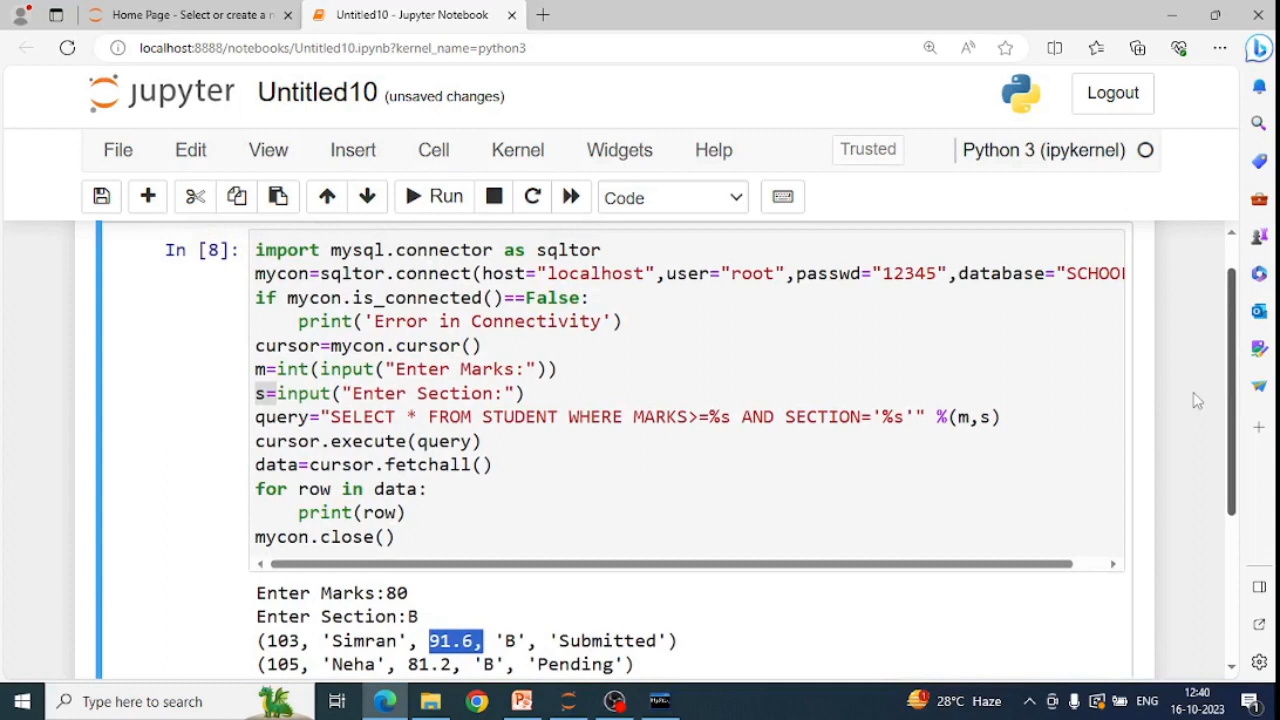 Home Page - Select or create a n
Untitled10 - Jupyter Notebook
localhost:8888/notebooks/Untitled10.ipynb?kernel_name=python3
jupyter Untitled10 (unsaved changes)
Logout
File Edit View Insert Cell Kernel Widgets Help Trusted Python 3 (ipykernel)
Run Code
In [8]:
import mysql.connector as sqltor
mycon=sqltor.connect(host="localhost",user="root",passwd="12345",database="SCHOOL
if mycon.is_connected()==False:
    print('Error in Connectivity')
cursor=mycon.cursor()
m=int(input("Enter Marks:"))
s=input("Enter Section:")
query="SELECT * FROM STUDENT WHERE MARKS>=%s AND SECTION='%s'" %(m,s)
cursor.execute(query)
data=cursor.fetchall()
for row in data:
    print(row)
mycon.close()
Enter Marks:80
Enter Section:B
(103, 'Simran', 91.6, 'B', 'Submitted')
(105, 'Neha', 81.2, 'B', 'Pending')
Type here to search
28°C Haze
ENG
12:40
16-10-2023